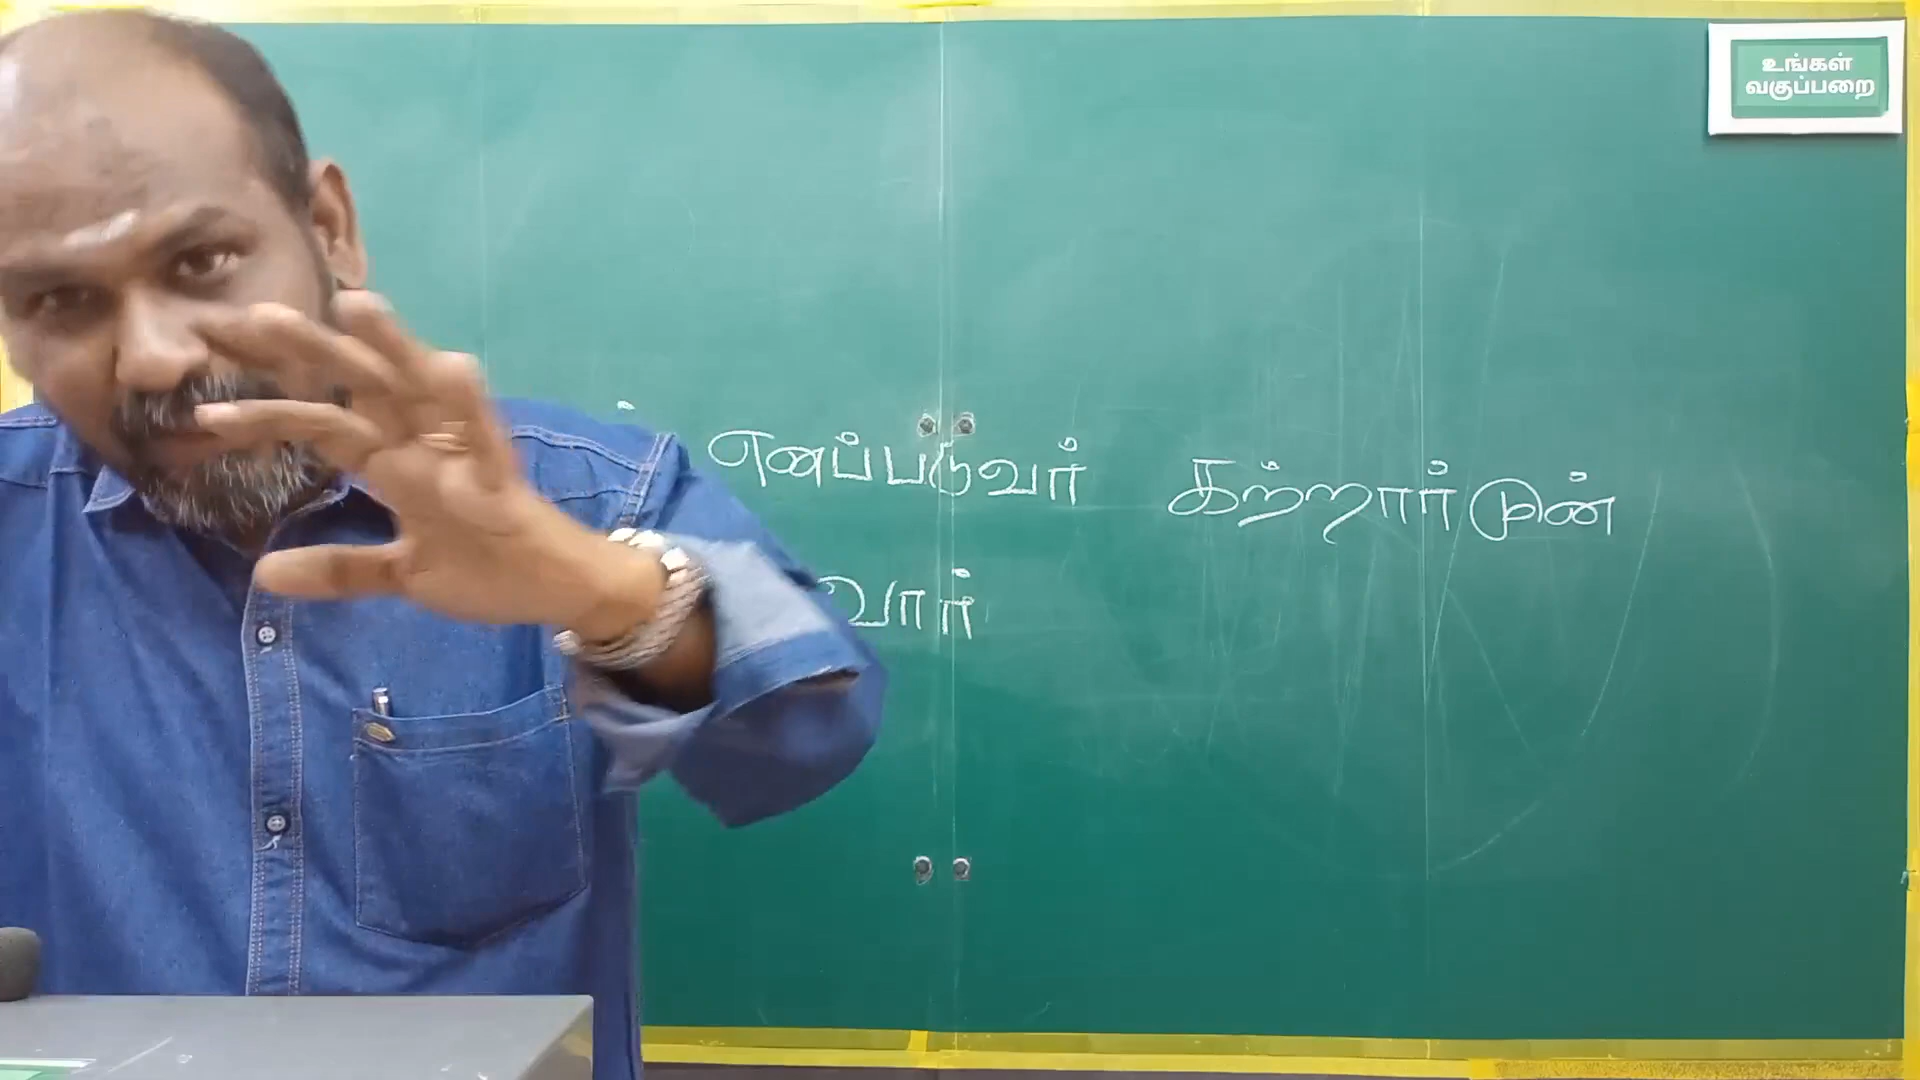 உங்கள்
வகுப்பறை
எனப்படுவர் கற்றார்முன்
வார்